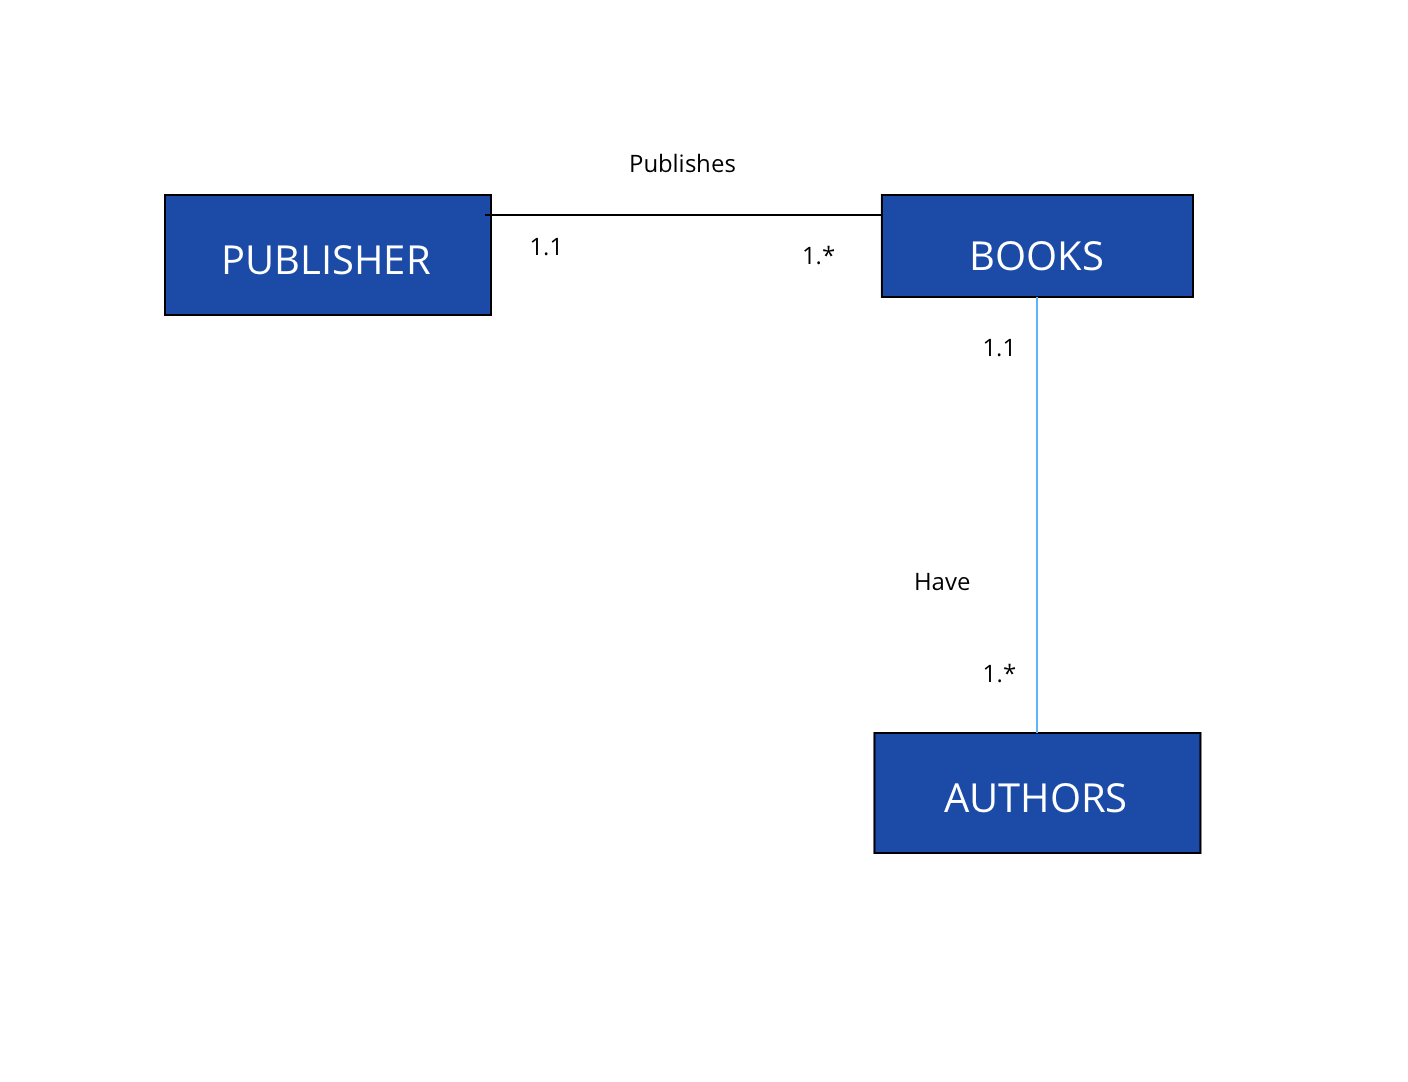 Publishes
PUBLISHER
1.1
1.*
BOOKS
1.1
Have
1.*
AUTHORS